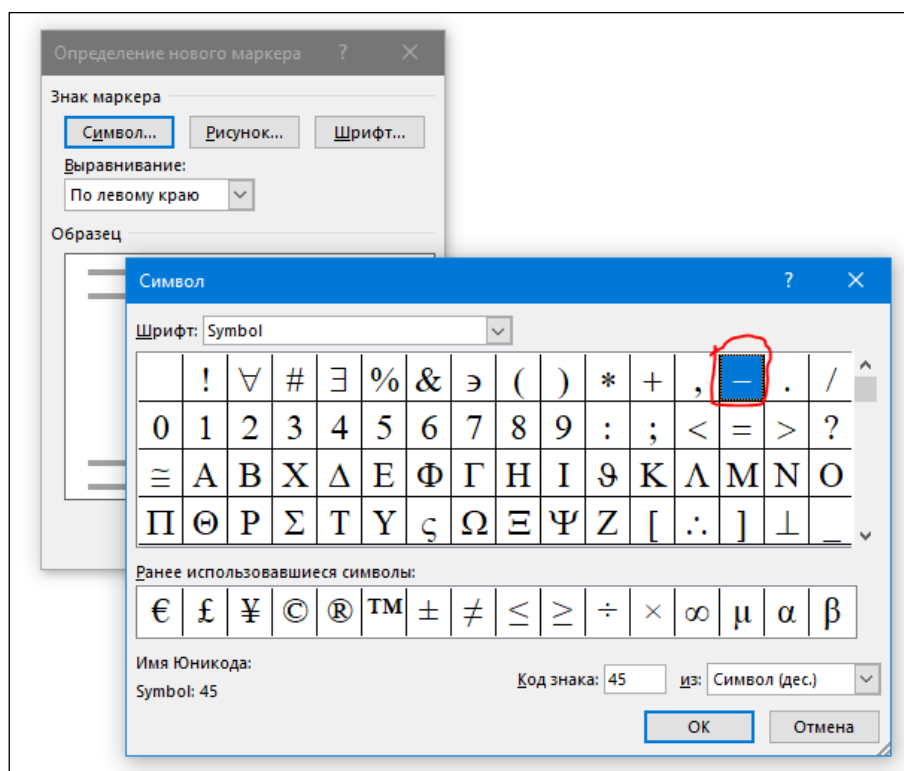 Определение нового маркера ? ×
Знак маркера
Символ... Рисунок... Шрифт...
Выравнивание:
По левому краю
Образец
Символ ? ×
Шрифт: Symbol
! ∀ # ∃ % & ∍ ( ) ∗ + , − . /
0 1 2 3 4 5 6 7 8 9 : ; < = > ?
≅ Α Β Χ Δ Ε Φ Γ Η Ι ϑ Κ Λ Μ Ν Ο
Π Θ Ρ Σ Τ Υ ς Ω Ξ Ψ Ζ [ ∴ ] ⊥ _
Ранее использовавшиеся символы:
€ £ ¥ © ® ™ ± ≠ ≤ ≥ ÷ × ∞ µ α β
Имя Юникода:
Symbol: 45
Код знака: 45 из: Символ (дес.)
ОК Отмена